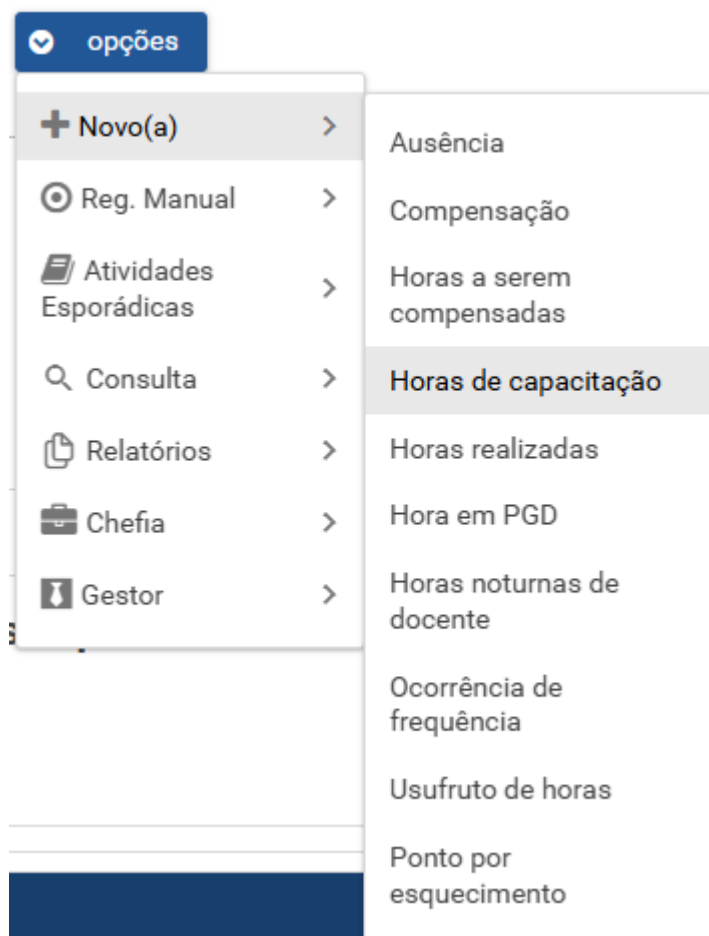 opções
Novo(a)
Reg. Manual
Atividades
Esporádicas
Consulta
Relatórios
Chefia
Gestor
Ausência
Compensação
Horas a serem
compensadas
Horas de capacitação
Horas realizadas
Hora em PGD
Horas noturnas de
docente
Ocorrência de
frequência
Usufruto de horas
Ponto por
esquecimento